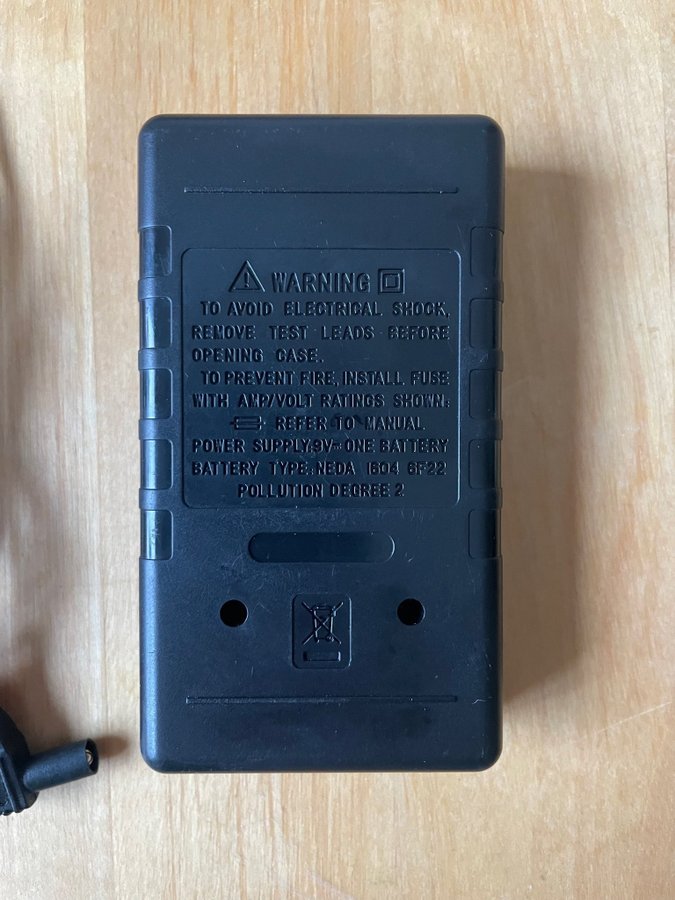 WARNING
TO AVOID ELECTRICAL SHOCK,
REMOVE TEST LEADS BEFORE
OPENING CASE.
TO PREVENT FIRE, INSTALL FUSE
WITH AMP/VOLT RATINGS SHOWN:
REFER TO MANUAL
POWER SUPPLY:9V⎓ONE BATTERY
BATTERY TYPE:NEDA 1604 6F22
POLLUTION DEGREE 2